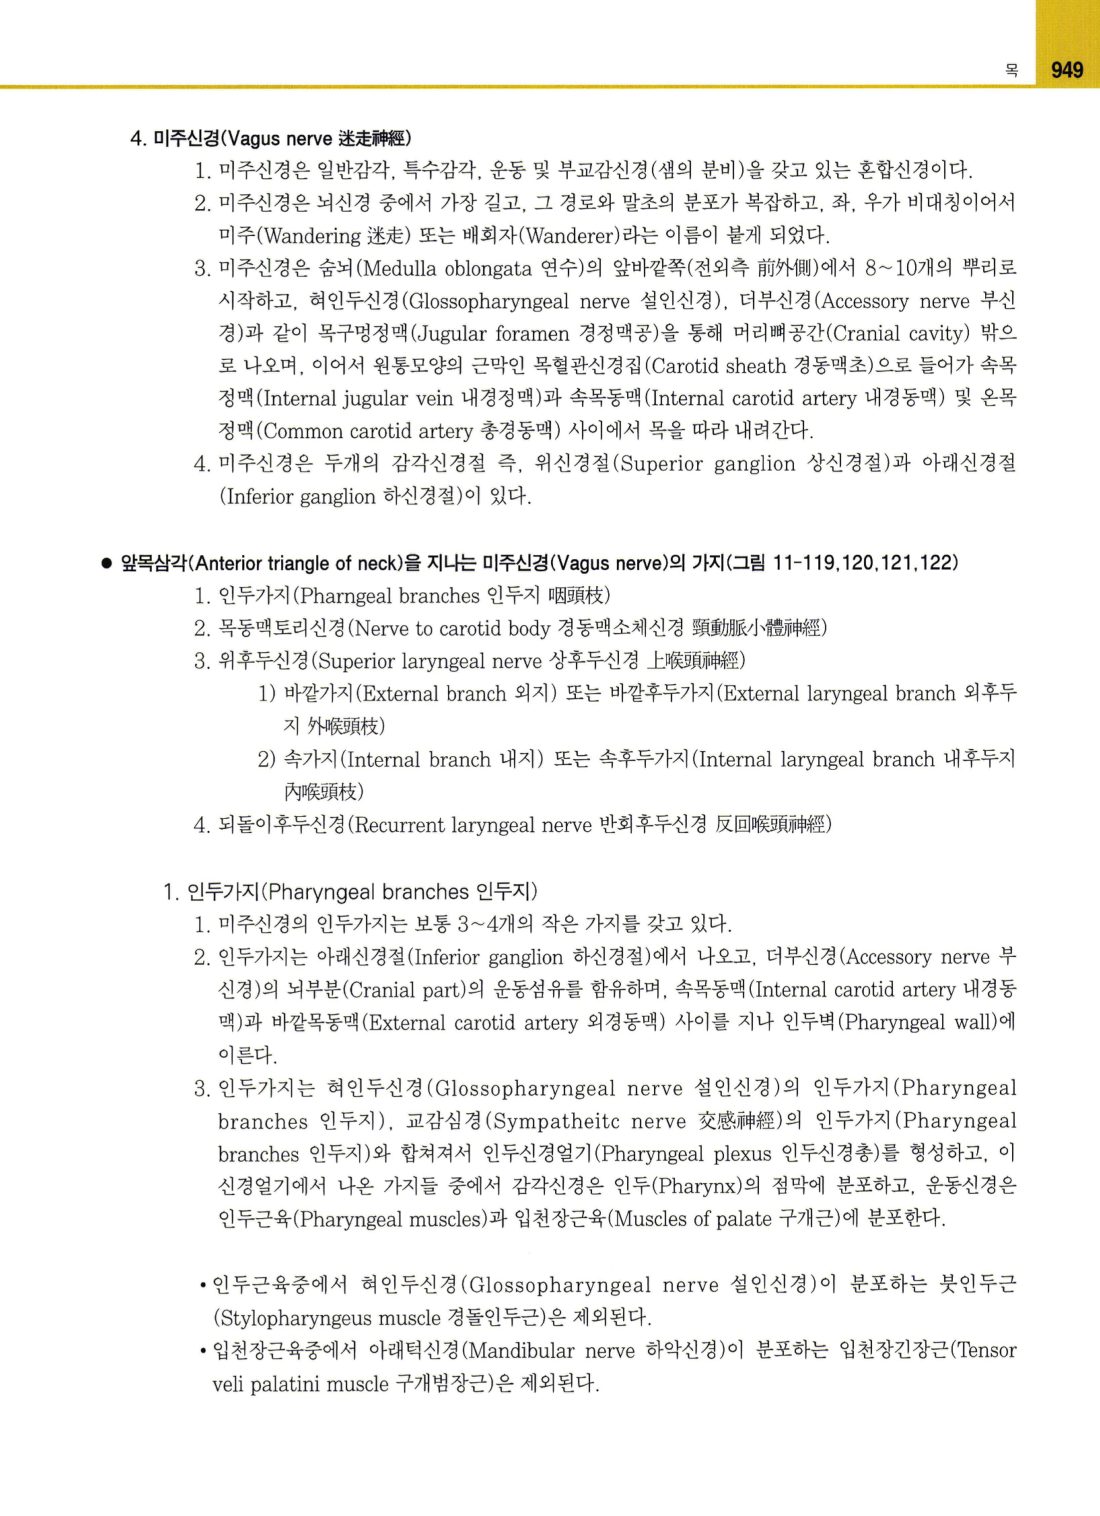 목 949
4. 미주신경(Vagus nerve 迷走神經)
1. 미주신경은 일반감각, 특수감각, 운동 및 부교감신경(샘의 분비)을 갖고 있는 혼합신경이다.
2. 미주신경은 뇌신경 중에서 가장 길고, 그 경로와 말초의 분포가 복잡하고, 좌, 우가 비대칭이어서
미주(Wandering 迷走) 또는 배회자(Wanderer)라는 이름이 붙게 되었다.
3. 미주신경은 숨뇌(Medulla oblongata 연수)의 앞바깥쪽(전외측 前外側)에서 8~10개의 뿌리로
시작하고, 혀인두신경(Glossopharyngeal nerve 설인신경), 더부신경(Accessory nerve 부신
경)과 같이 목구멍정맥(Jugular foramen 경정맥공)을 통해 머리뼈공간(Cranial cavity) 밖으
로 나오며, 이어서 원통모양의 근막인 목혈관신경집(Carotid sheath 경동맥초)으로 들어가 속목
정맥(Internal jugular vein 내경정맥)과 속목동맥(Internal carotid artery 내경동맥) 및 온목
정맥(Common carotid artery 총경동맥) 사이에서 목을 따라 내려간다.
4. 미주신경은 두개의 감각신경절 즉, 위신경절(Superior ganglion 상신경절)과 아래신경절
(Inferior ganglion 하신경절)이 있다.
● 앞목삼각(Anterior triangle of neck)을 지나는 미주신경(Vagus nerve)의 가지(그림 11-119,120,121,122)
1. 인두가지(Pharngeal branches 인두지 咽頭枝)
2. 목동맥토리신경(Nerve to carotid body 경동맥소체신경 頸動脈小體神經)
3. 위후두신경(Superior laryngeal nerve 상후두신경 上喉頭神經)
1) 바깥가지(External branch 외지) 또는 바깥후두가지(External laryngeal branch 외후두
지 外喉頭枝)
2) 속가지(Internal branch 내지) 또는 속후두가지(Internal laryngeal branch 내후두지
內喉頭枝)
4. 되돌이후두신경(Recurrent laryngeal nerve 반회후두신경 反回喉頭神經)
1. 인두가지(Pharyngeal branches 인두지)
1. 미주신경의 인두가지는 보통 3~4개의 작은 가지를 갖고 있다.
2. 인두가지는 아래신경절(Inferior ganglion 하신경절)에서 나오고, 더부신경(Accessory nerve 부
신경)의 뇌부분(Cranial part)의 운동섬유를 함유하며, 속목동맥(Internal carotid artery 내경동
맥)과 바깥목동맥(External carotid artery 외경동맥) 사이를 지나 인두벽(Pharyngeal wall)에
이른다.
3. 인두가지는 혀인두신경(Glossopharyngeal nerve 설인신경)의 인두가지(Pharyngeal
branches 인두지), 교감심경(Sympatheitc nerve 交感神經)의 인두가지(Pharyngeal
branches 인두지)와 합쳐져서 인두신경얼기(Pharyngeal plexus 인두신경총)를 형성하고, 이
신경얼기에서 나온 가지들 중에서 감각신경은 인두(Pharynx)의 점막에 분포하고, 운동신경은
인두근육(Pharyngeal muscles)과 입천장근육(Muscles of palate 구개근)에 분포한다.
• 인두근육중에서 혀인두신경(Glossopharyngeal nerve 설인신경)이 분포하는 붓인두근
(Stylopharyngeus muscle 경돌인두근)은 제외된다.
• 입천장근육중에서 아래턱신경(Mandibular nerve 하악신경)이 분포하는 입천장긴장근(Tensor
veli palatini muscle 구개범장근)은 제외된다.